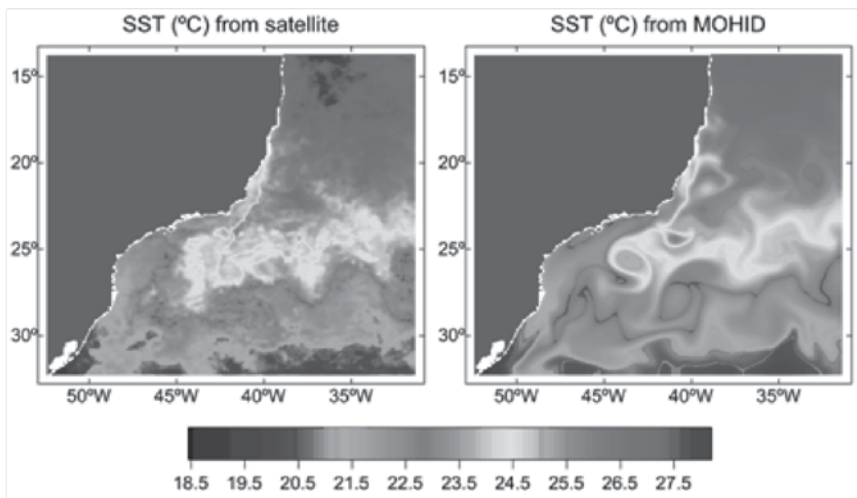 SST (ºC) from satellite
SST (ºC) from MOHID
15º
20º
25º
30º
50ºW 45ºW 40ºW 35ºW
15º
20º
25º
30º
50ºW 45ºW 40ºW 35ºW
18.5 19.5 20.5 21.5 22.5 23.5 24.5 25.5 26.5 27.5